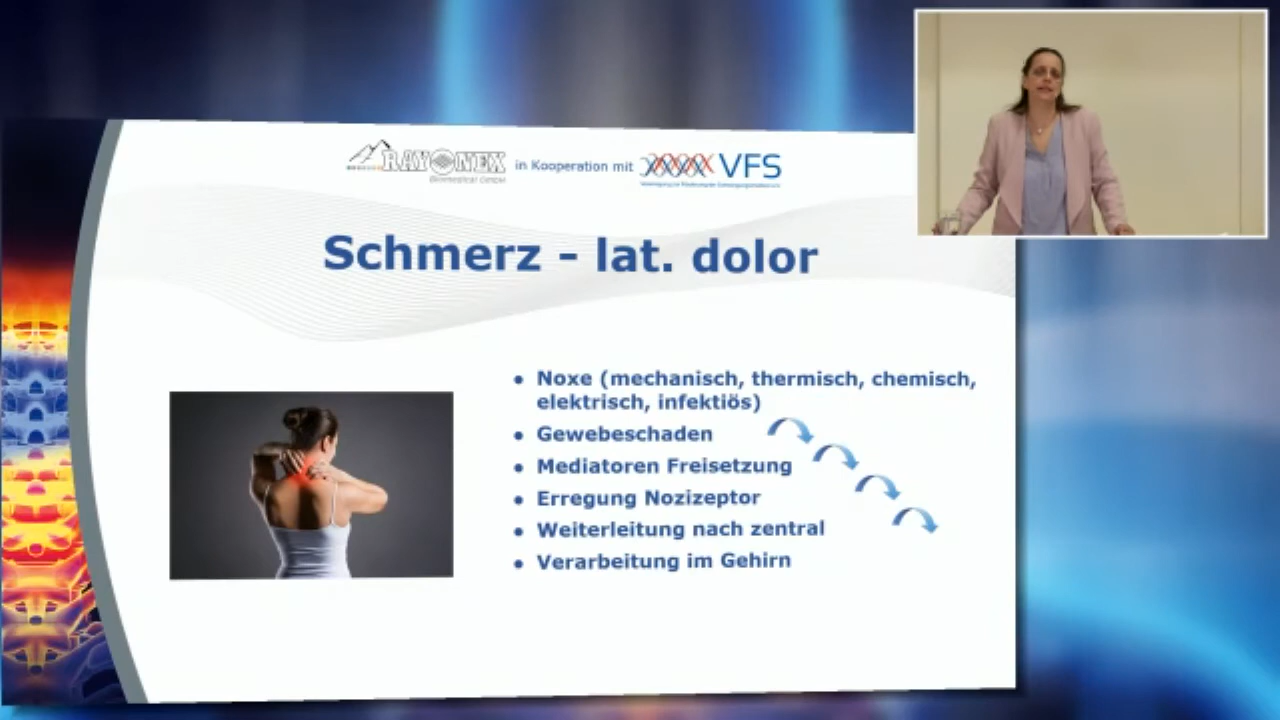 RAYONEX
Biomedical GmbH
in Kooperation mit
VFS
Schmerz - lat. dolor
• Noxe (mechanisch, thermisch, chemisch,
elektrisch, infektiös)
• Gewebeschaden
• Mediatoren Freisetzung
• Erregung Nozizeptor
• Weiterleitung nach zentral
• Verarbeitung im Gehirn